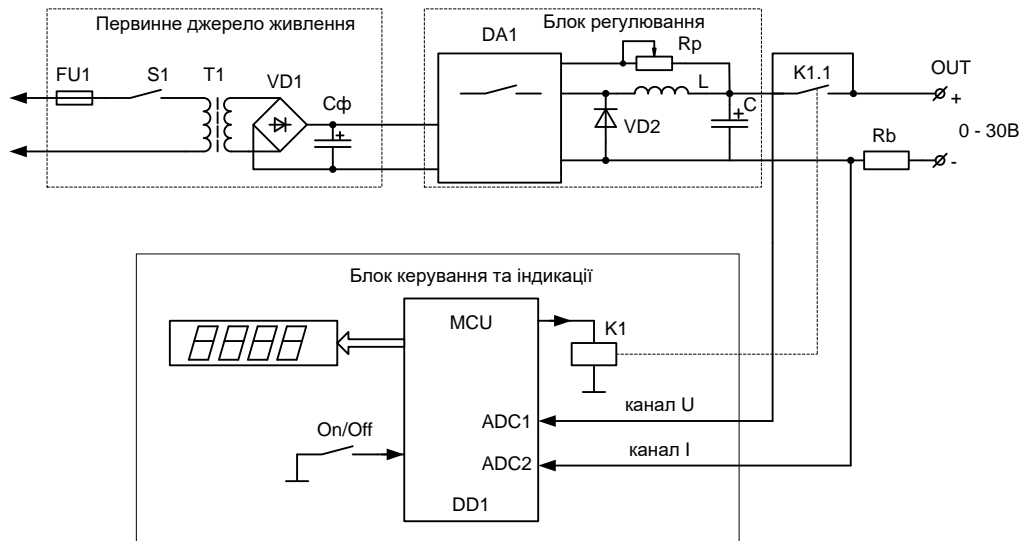 Первинне джерело живлення
Блок регулювання
FU1
S1
T1
VD1
Cф
+
DA1
Rp
L
VD2
+
C
K1.1
OUT
+
0 - 30В
Rb
-
Блок керування та індикації
MCU
K1
On/Off
ADC1
канал U
ADC2
канал I
DD1
8888